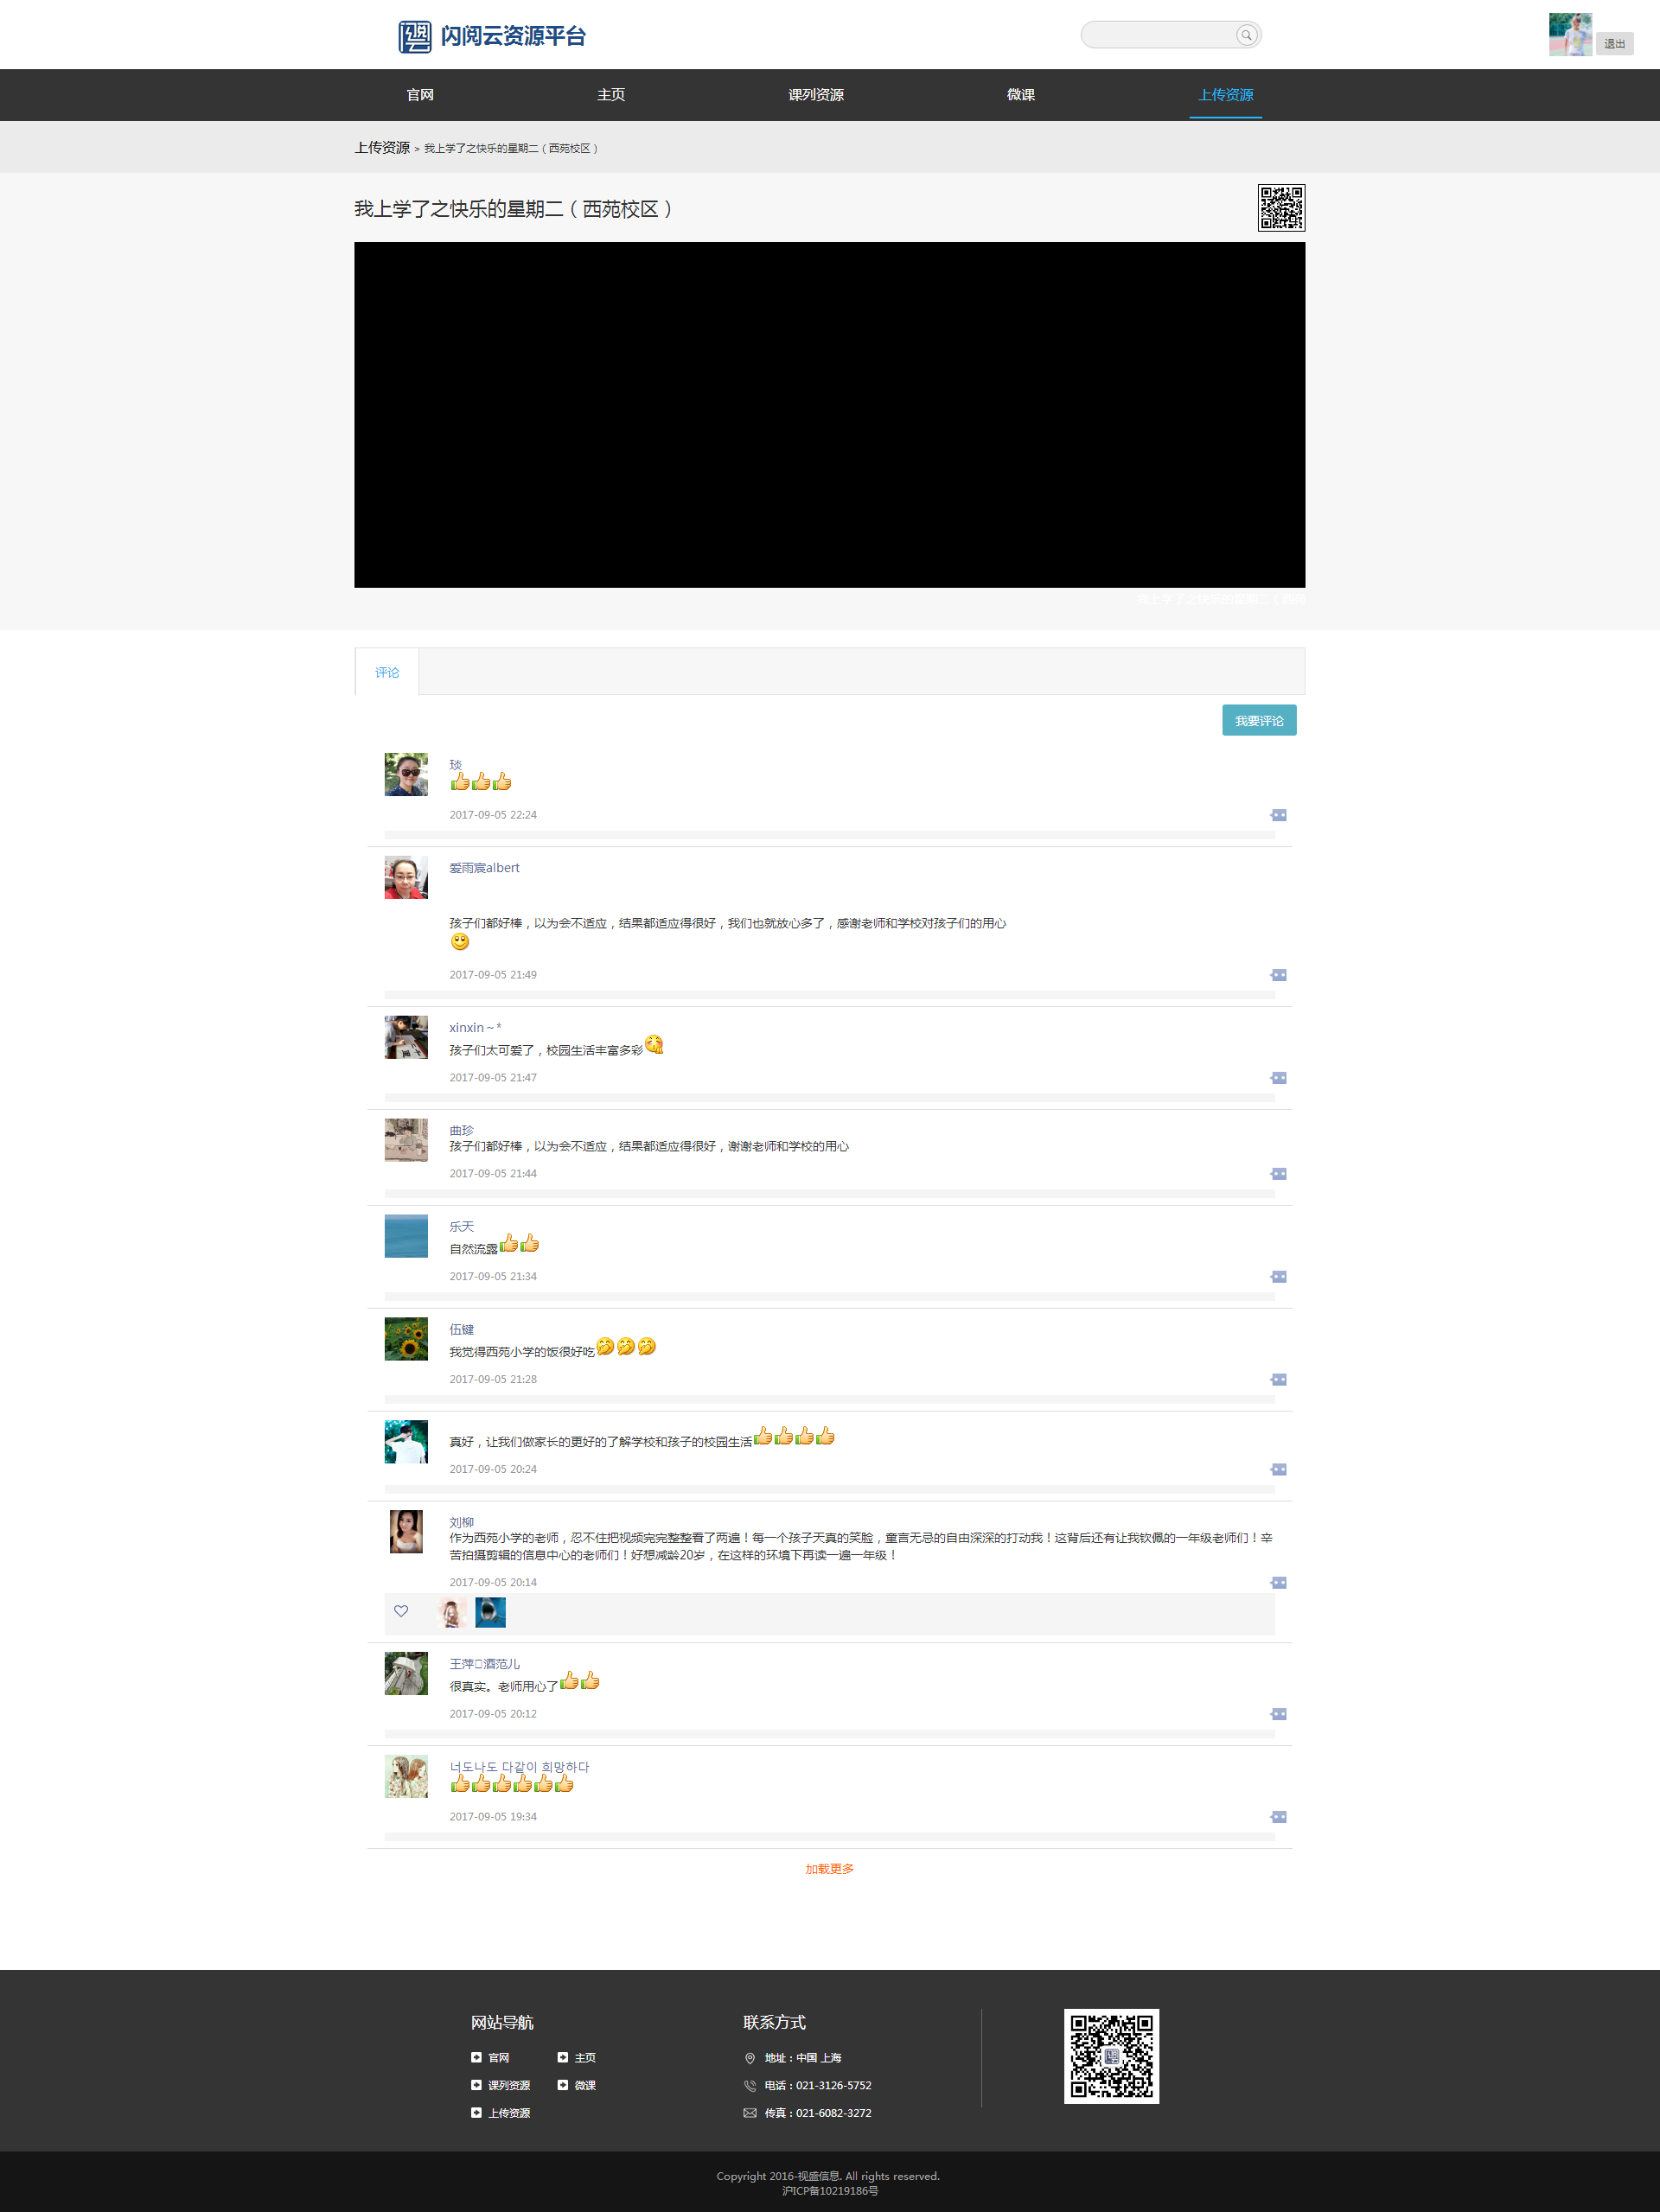 闪阅云资源平台
退出
官网 主页 课列资源 微课 上传资源
上传资源 > 我上学了之快乐的星期二（西苑校区）
我上学了之快乐的星期二（西苑校区）
评论
我要评论
琰
2017-09-05 22:24
爱雨宸albert
孩子们都好棒，以为会不适应，结果都适应得很好，我们也就放心多了，感谢老师和学校对孩子们的用心
2017-09-05 21:49
xinxin～*
孩子们太可爱了，校园生活丰富多彩
2017-09-05 21:47
曲珍
孩子们都好棒，以为会不适应，结果都适应得很好，谢谢老师和学校的用心
2017-09-05 21:44
乐天
自然流露
2017-09-05 21:34
伍键
我觉得西苑小学的饭很好吃
2017-09-05 21:28
真好，让我们做家长的更好的了解学校和孩子的校园生活
2017-09-05 20:24
刘柳
作为西苑小学的老师，忍不住把视频完完整整看了两遍！每一个孩子天真的笑脸，童言无忌的自由深深的打动我！这背后还有让我钦佩的一年级老师们！辛
苦拍摄剪辑的信息中心的老师们！好想减龄20岁，在这样的环境下再读一遍一年级！
2017-09-05 20:14
王萍 酒范儿
很真实。老师用心了
2017-09-05 20:12
너도나도 다같이 희망하다
2017-09-05 19:34
加载更多
网站导航
官网 主页
课列资源 微课
上传资源
联系方式
地址：中国 上海
电话：021-3126-5752
传真：021-6082-3272
Copyright 2016-视盛信息. All rights reserved.
沪ICP备10219186号